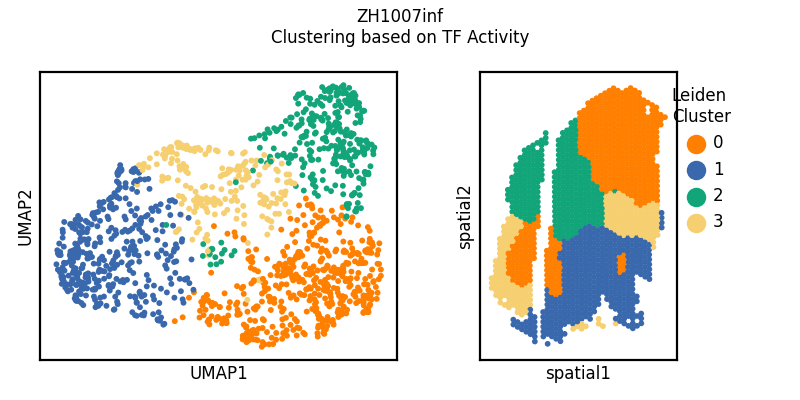 ZH1007inf
Clustering based on TF Activity
UMAP2
UMAP1
spatial2
spatial1
Leiden
Cluster
0
1
2
3